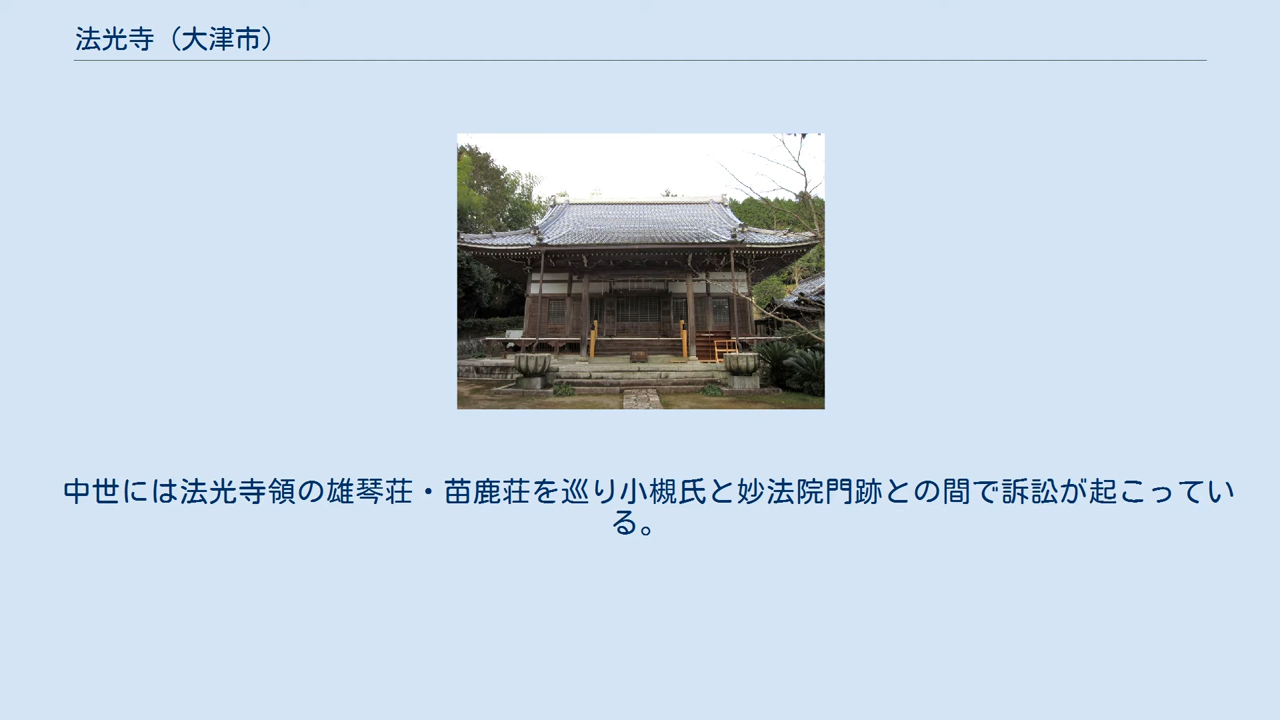 法光寺（大津市）
中世には法光寺領の雄琴荘・苗鹿荘を巡り小槻氏と妙法院門跡との間で訴訟が起こってい
る。